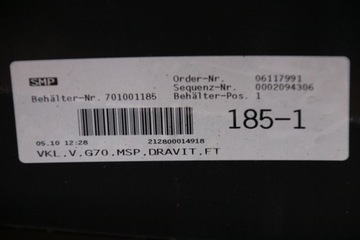 SMP
Order-Nr. 06117991
Sequenz-Nr. 0002094306
Behälter-Nr. 701001185 Behälter-Pos. 1
185-1
05.10 12:28 212800014918
VKL,V,G70,MSP,DRAVIT,FT